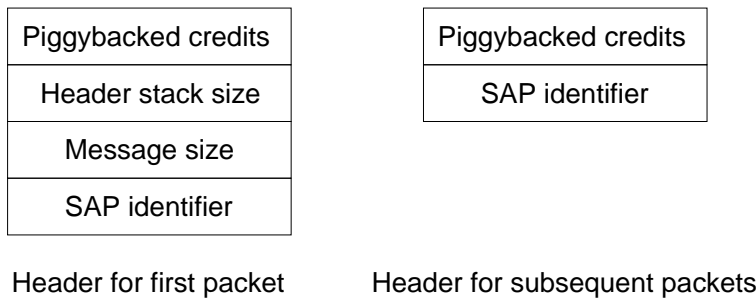 Piggybacked credits
Header stack size
Message size
SAP identifier
Header for first packet
Piggybacked credits
SAP identifier
Header for subsequent packets